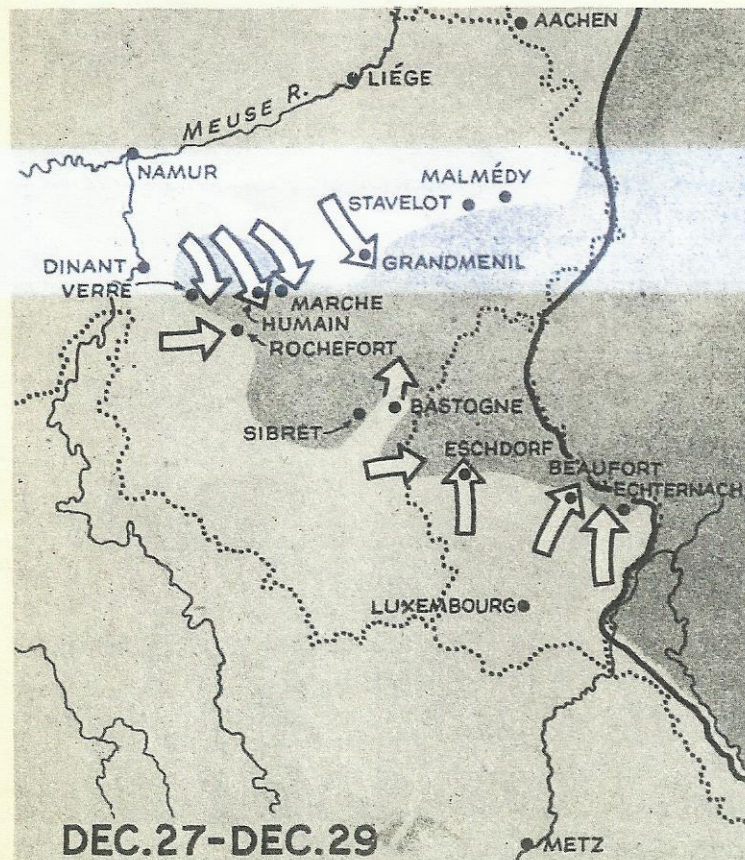 AACHEN
LIÉGE
MEUSE R.
NAMUR
MALMÉDY
STAVELOT
DINANT
GRANDMENIL
VERRE
MARCHE
HUMAIN
ROCHEFORT
BASTOGNE
SIBRET
ESCHDORF
BEAUFORT
ECHTERNACH
LUXEMBOURG
DEC.27-DEC.29
METZ